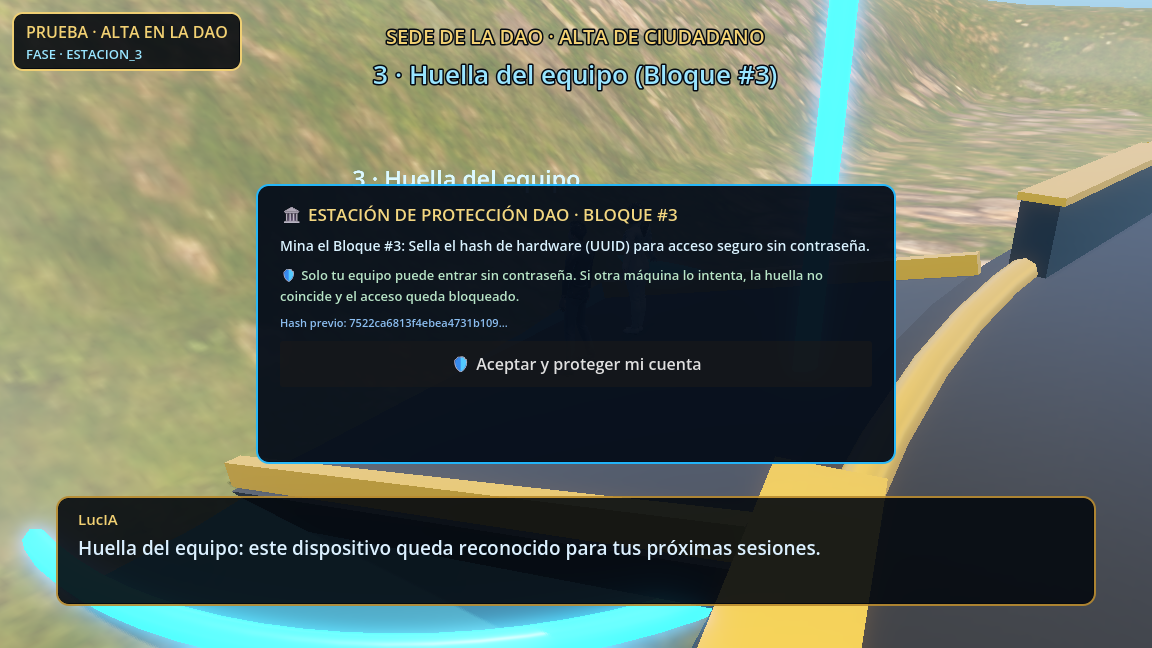 PRUEBA · ALTA EN LA DAO
FASE · ESTACION_3
SEDE DE LA DAO · ALTA DE CIUDADANO
3 · Huella del equipo (Bloque #3)
3 · Huella del equipo
ESTACIÓN DE PROTECCIÓN DAO · BLOQUE #3
Mina el Bloque #3: Sella el hash de hardware (UUID) para acceso seguro sin contraseña.
Solo tu equipo puede entrar sin contraseña. Si otra máquina lo intenta, la huella no
coincide y el acceso queda bloqueado.
Hash previo: 7522ca6813f4ebea4731b109...
Aceptar y proteger mi cuenta
LucIA
Huella del equipo: este dispositivo queda reconocido para tus próximas sesiones.